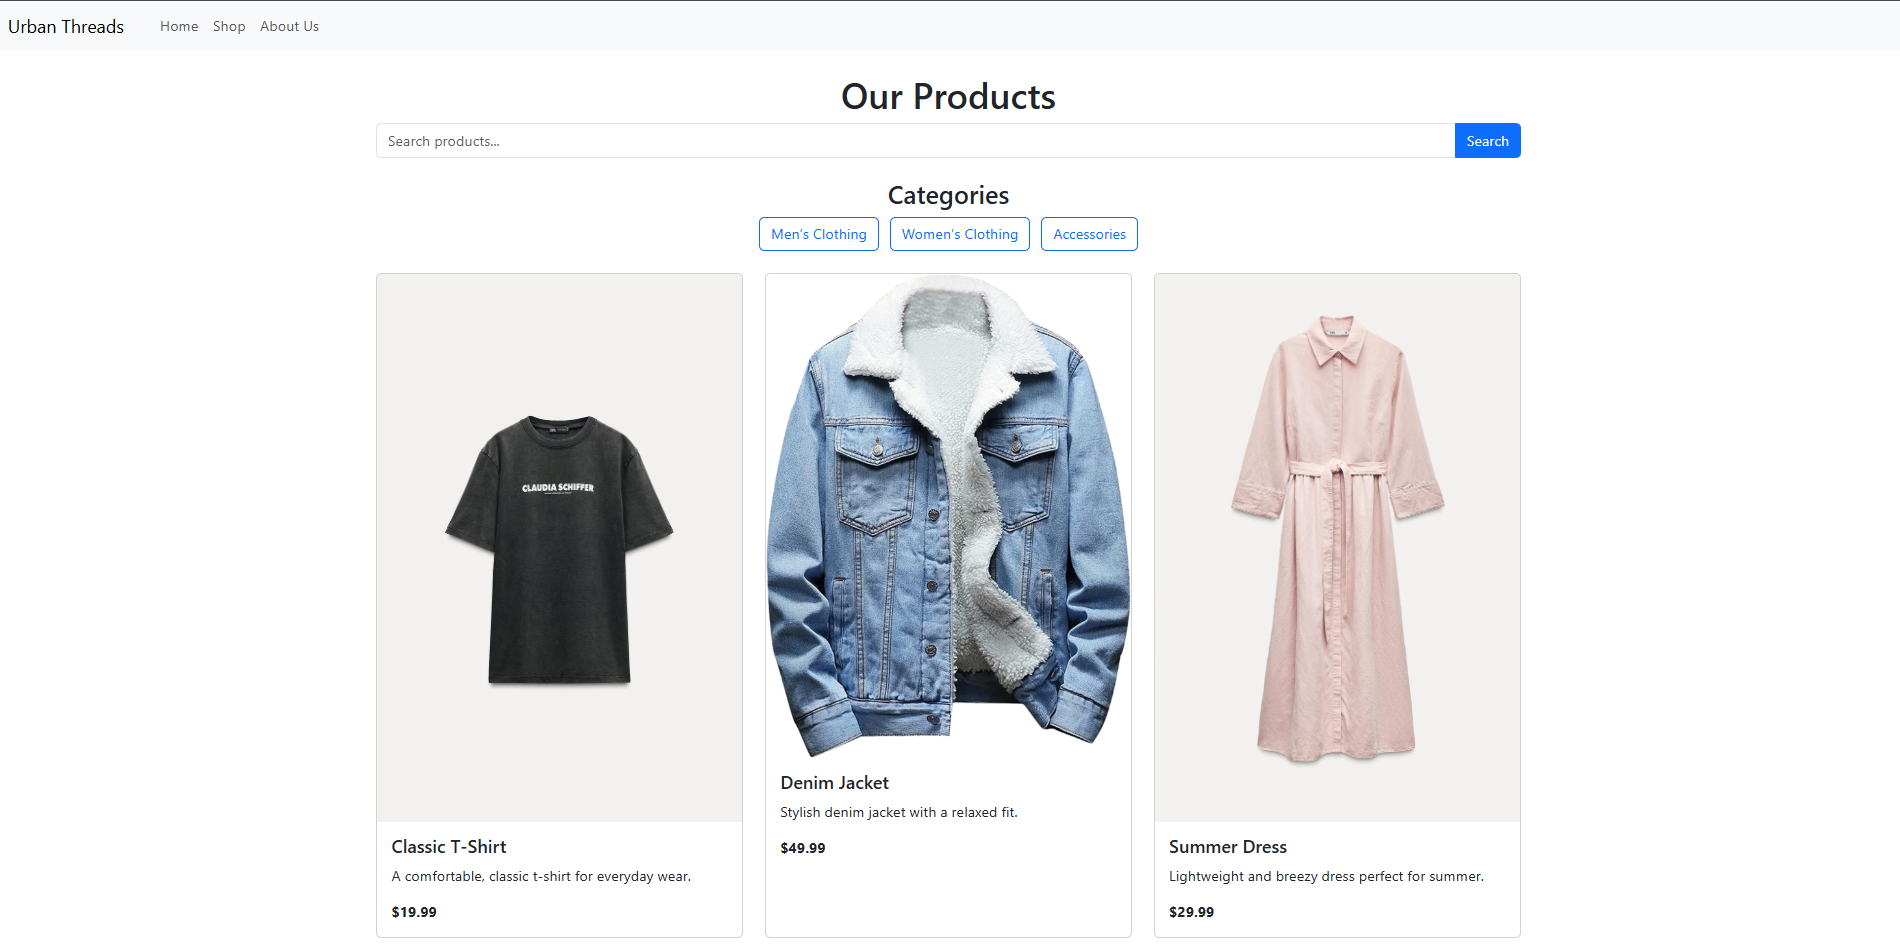 Urban Threads Home Shop About Us
Our Products
Search products... Search
Categories
Men's Clothing Women's Clothing Accessories
CLAUDIA SCHIFFER
Denim Jacket
Stylish denim jacket with a relaxed fit.
$49.99
Classic T-Shirt
A comfortable, classic t-shirt for everyday wear.
$19.99
Summer Dress
Lightweight and breezy dress perfect for summer.
$29.99